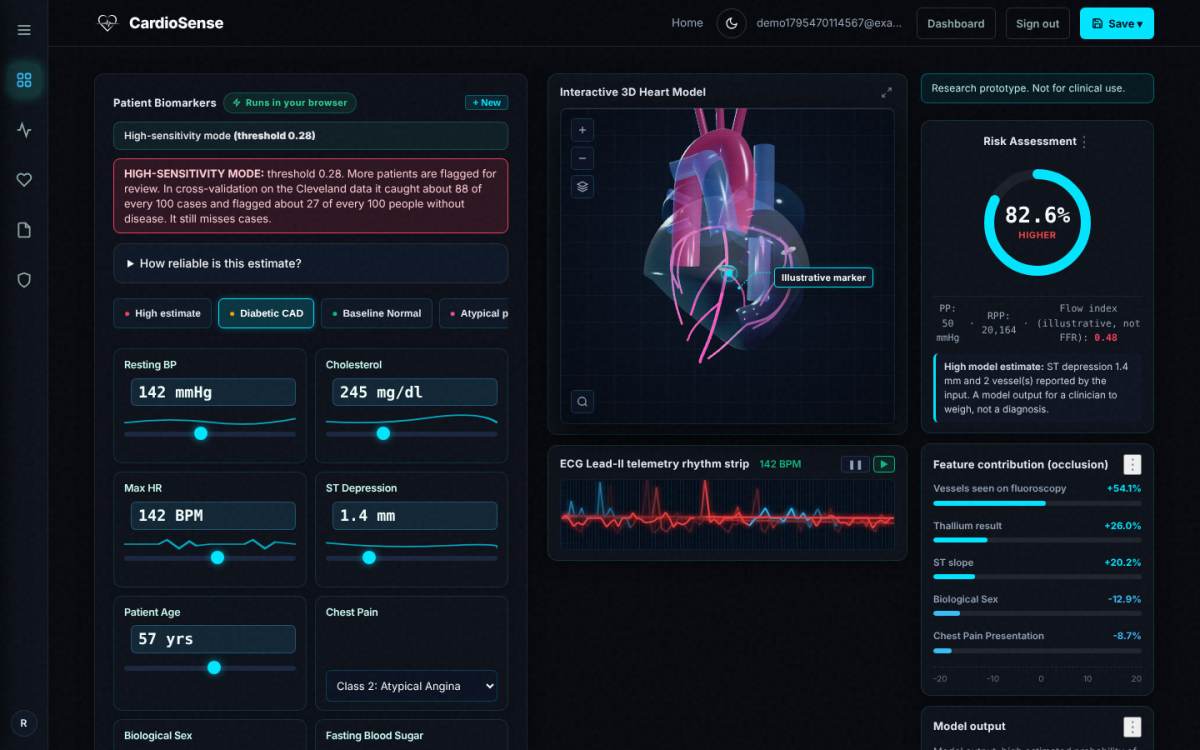 CardioSense
Home
demo1795470114567@exa...
Dashboard
Sign out
Save ▾
Patient Biomarkers
Runs in your browser
+ New
High-sensitivity mode (threshold 0.28)
HIGH-SENSITIVITY MODE: threshold 0.28. More patients are flagged for
review. In cross-validation on the Cleveland data it caught about 88 of
every 100 cases and flagged about 27 of every 100 people without
disease. It still misses cases.
How reliable is this estimate?
High estimate
Diabetic CAD
Baseline Normal
Atypical p
Resting BP
142 mmHg
Cholesterol
245 mg/dl
Max HR
142 BPM
ST Depression
1.4 mm
Patient Age
57 yrs
Chest Pain
Class 2: Atypical Angina
Biological Sex
Fasting Blood Sugar
R
Interactive 3D Heart Model
Illustrative marker
ECG Lead-II telemetry rhythm strip
142 BPM
Research prototype. Not for clinical use.
Risk Assessment
82.6%
HIGHER
PP:
50
mmHg
·
RPP:
20,164
·
Flow index
(illustrative, not
FFR): 0.48
High model estimate: ST depression 1.4
mm and 2 vessel(s) reported by the
input. A model output for a clinician to
weigh, not a diagnosis.
Feature contribution (occlusion)
Vessels seen on fluoroscopy
+54.1%
Thallium result
+26.0%
ST slope
+20.2%
Biological Sex
-12.9%
Chest Pain Presentation
-8.7%
-20
-10
0
10
20
Model output